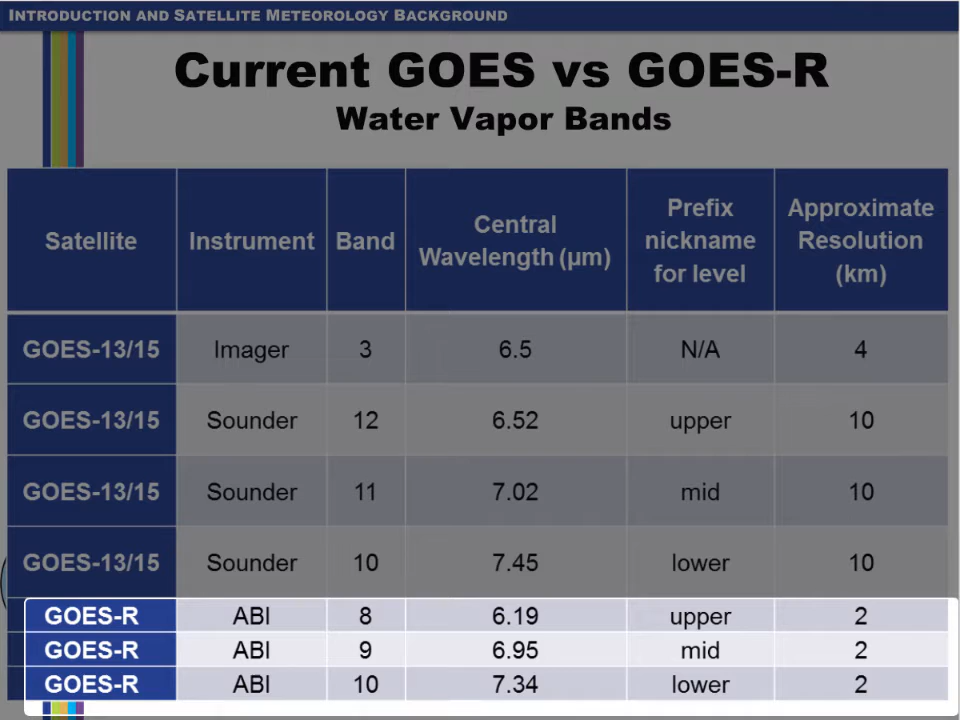 INTRODUCTION AND SATELLITE METEOROLOGY BACKGROUND
Current GOES vs GOES-R
Water Vapor Bands
Satellite Instrument Band Central Wavelength (µm) Prefix nickname for level Approximate Resolution (km)
GOES-13/15 Imager 3 6.5 N/A 4
GOES-13/15 Sounder 12 6.52 upper 10
GOES-13/15 Sounder 11 7.02 mid 10
GOES-13/15 Sounder 10 7.45 lower 10
GOES-R ABI 8 6.19 upper 2
GOES-R ABI 9 6.95 mid 2
GOES-R ABI 10 7.34 lower 2